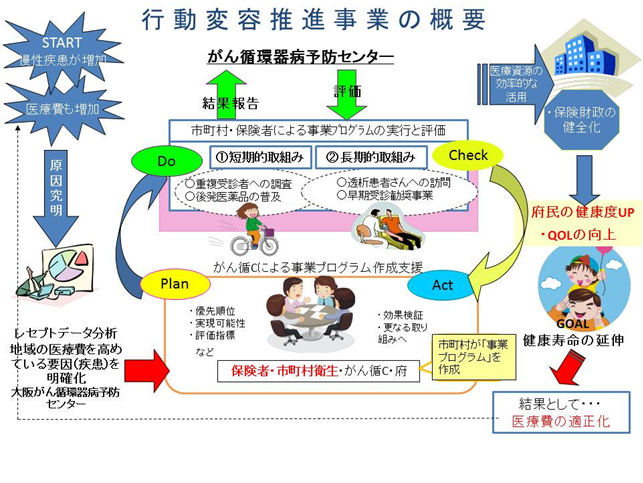 行動変容推進事業の概要
START
慢性疾患が増加
医療費も増加
原因究明
レセプトデータ分析
地域の医療費を高め
ている要因(疾患)を
明確化
大阪がん循環器病予防
センター
がん循環器病予防センター
結果報告
評価
市町村・保険者による事業プログラムの実行と評価
Do
①短期的取組み
②長期的取組み
Check
○重複受診者への調査
○後発医薬品の普及
○透析患者さんへの訪問
○早期受診勧奨事業
がん循Cによる事業プログラム作成支援
Plan
Act
・優先順位
・実現可能性
・評価指標
など
・効果検証
・更なる取り
組みへ
保険者・市町村衛生・がん循C・府
市町村が「事業
プログラム」を
作成
医療資源の
効率的な
活用
・保険財政の
健全化
府民の健康度UP
・QOLの向上
GOAL
健康寿命の延伸
結果として・・・
医療費の適正化